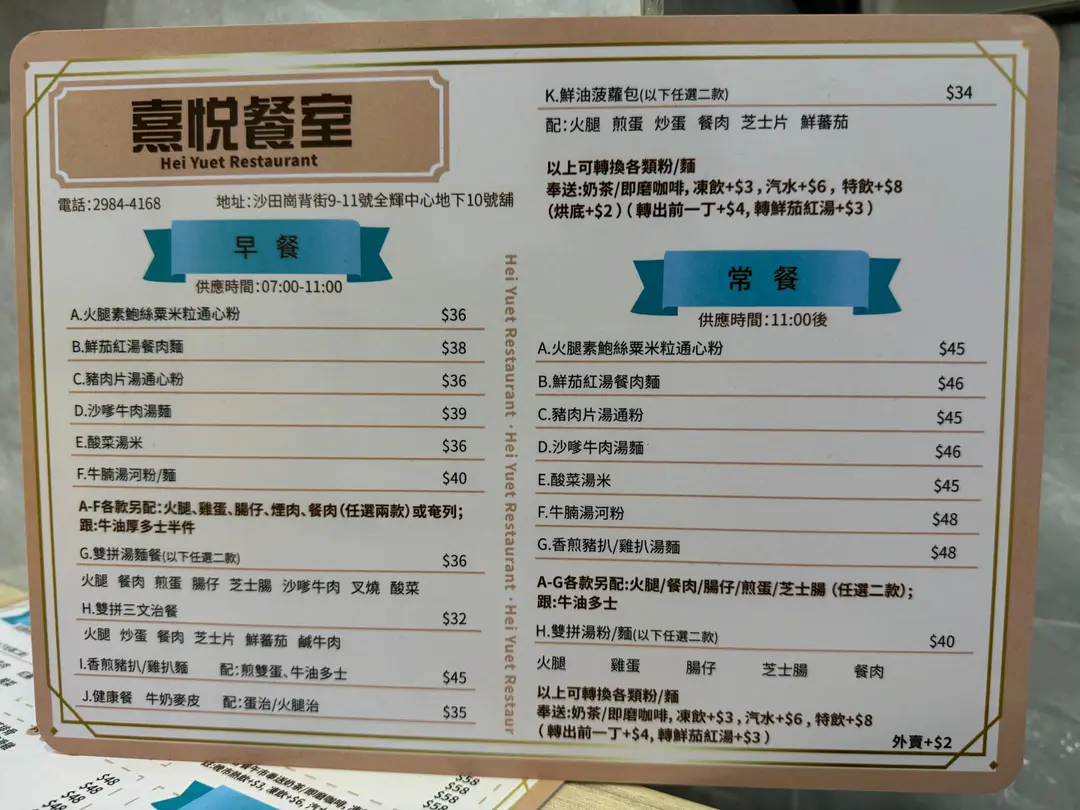 熹悦餐室
Hei Yuet Restaurant
電話:2984-4168 地址:沙田崗背街9-11號全輝中心地下10號舖
早餐
供應時間:07:00-11:00
A.火腿素鮑絲粟米粒通心粉 $36
B.鮮茄紅湯餐肉麵 $38
C.豬肉片湯通心粉 $36
D.沙嗲牛肉湯麵 $39
E.酸菜湯米 $36
F.牛腩湯河粉/麵 $40
A-F各款另配:火腿、雞蛋、腸仔、煙肉、餐肉(任選兩款)或奄列;
跟:牛油厚多士半件
G.雙拼湯麵餐(以下任選二款) $36
火腿 餐肉 煎蛋 腸仔 芝士腸 沙嗲牛肉 叉燒 酸菜
H.雙拼三文治餐 $32
火腿 炒蛋 餐肉 芝士片 鮮蕃茄 鹹牛肉
I.香煎豬扒/雞扒麵 配:煎雙蛋、牛油多士 $45
J.健康餐 牛奶麥皮 配:蛋治/火腿治 $35
Hei Yuet Restaurant · Hei Yuet Restaurant · Hei Yuet Restaur
K.鮮油菠蘿包(以下任選二款) $34
配:火腿 煎蛋 炒蛋 餐肉 芝士片 鮮蕃茄
以上可轉換各類粉/麵
奉送:奶茶/即磨咖啡, 凍飲+$3 , 汽水+$6 , 特飲+$8
(烘底+$2 ) ( 轉出前一丁+$4, 轉鮮茄紅湯+$3 )
常餐
供應時間:11:00後
A.火腿素鮑絲粟米粒通心粉 $45
B.鮮茄紅湯餐肉麵 $46
C.豬肉片湯通粉 $45
D.沙嗲牛肉湯麵 $46
E.酸菜湯米 $45
F.牛腩湯河粉 $48
G.香煎豬扒/雞扒湯麵 $48
A-G各款另配:火腿/餐肉/腸仔/煎蛋/芝士腸 (任選二款);
跟:牛油多士
H.雙拼湯粉/麵(以下任選二款) $40
火腿 雞蛋 腸仔 芝士腸 餐肉
以上可轉換各類粉/麵
奉送:奶茶/即磨咖啡, 凍飲+$3 , 汽水+$6 , 特飲+$8
( 轉出前一丁+$4, 轉鮮茄紅湯+$3 )
外賣+$2
$48
$48
$48
$58
$58
$58